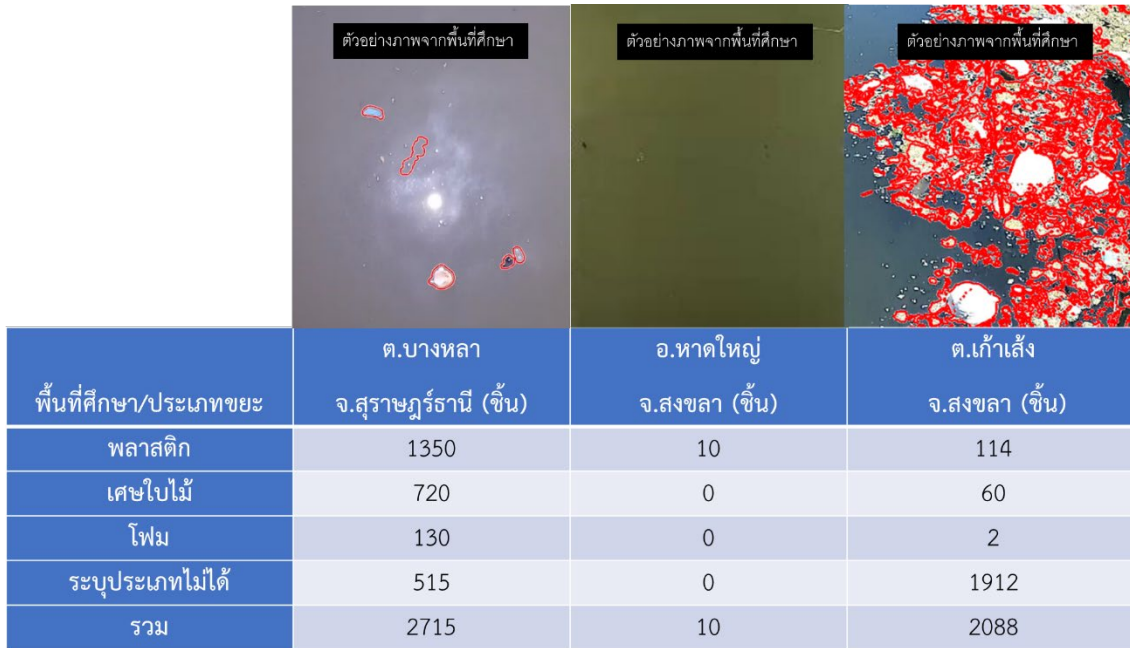 ตัวอย่างภาพจากพื้นที่ศึกษา ตัวอย่างภาพจากพื้นที่ศึกษา ตัวอย่างภาพจากพื้นที่ศึกษา
พื้นที่ศึกษา/ประเภทขยะ ต.บางหลา จ.สุราษฎร์ธานี (ชิ้น) อ.หาดใหญ่ จ.สงขลา (ชิ้น) ต.เก้าเส้ง จ.สงขลา (ชิ้น)
พลาสติก 1350 10 114
เศษใบไม้ 720 0 60
โฟม 130 0 2
ระบุประเภทไม่ได้ 515 0 1912
รวม 2715 10 2088